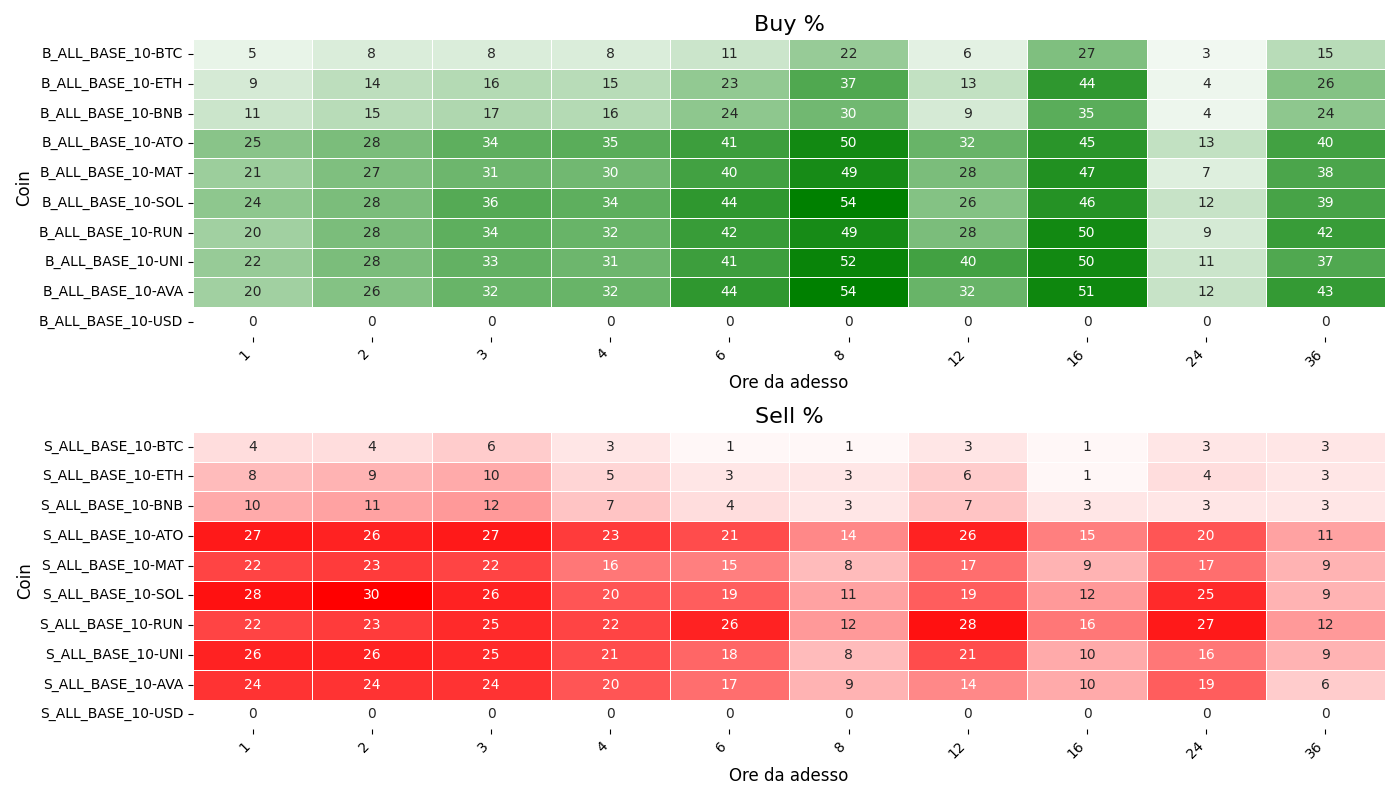 Buy %
Coin
B_ALL_BASE_10-BTC 5 8 8 8 11 22 6 27 3 15
B_ALL_BASE_10-ETH 9 14 16 15 23 37 13 44 4 26
B_ALL_BASE_10-BNB 11 15 17 16 24 30 9 35 4 24
B_ALL_BASE_10-ATO 25 28 34 35 41 50 32 45 13 40
B_ALL_BASE_10-MAT 21 27 31 30 40 49 28 47 7 38
B_ALL_BASE_10-SOL 24 28 36 34 44 54 26 46 12 39
B_ALL_BASE_10-RUN 20 28 34 32 42 49 28 50 9 42
B_ALL_BASE_10-UNI 22 28 33 31 41 52 40 50 11 37
B_ALL_BASE_10-AVA 20 26 32 32 44 54 32 51 12 43
B_ALL_BASE_10-USD 0 0 0 0 0 0 0 0 0 0
1 2 3 4 6 8 12 16 24 36
Ore da adesso
Sell %
Coin
S_ALL_BASE_10-BTC 4 4 6 3 1 1 3 1 3 3
S_ALL_BASE_10-ETH 8 9 10 5 3 3 6 1 4 3
S_ALL_BASE_10-BNB 10 11 12 7 4 3 7 3 3 3
S_ALL_BASE_10-ATO 27 26 27 23 21 14 26 15 20 11
S_ALL_BASE_10-MAT 22 23 22 16 15 8 17 9 17 9
S_ALL_BASE_10-SOL 28 30 26 20 19 11 19 12 25 9
S_ALL_BASE_10-RUN 22 23 25 22 26 12 28 16 27 12
S_ALL_BASE_10-UNI 26 26 25 21 18 8 21 10 16 9
S_ALL_BASE_10-AVA 24 24 24 20 17 9 14 10 19 6
S_ALL_BASE_10-USD 0 0 0 0 0 0 0 0 0 0
1 2 3 4 6 8 12 16 24 36
Ore da adesso